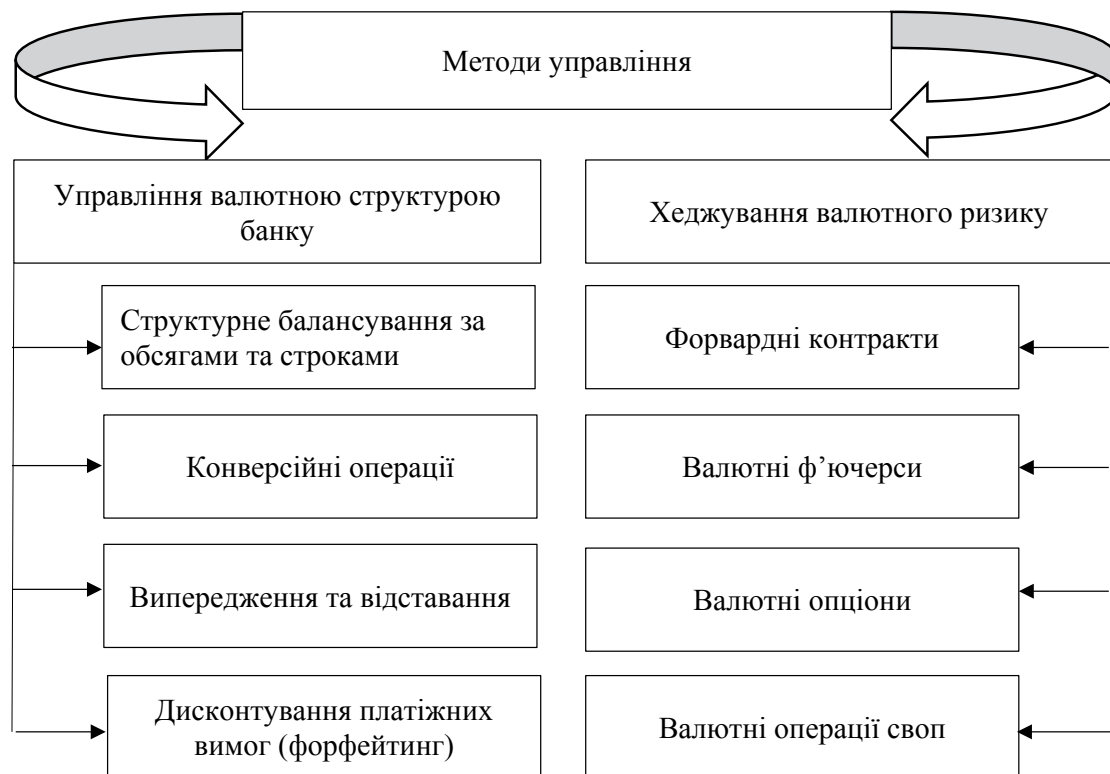 Методи управління
Управління валютною структурою
банку
Хеджування валютного ризику
Структурне балансування за
обсягами та строками
Форвардні контракти
Конверсійні операції
Валютні ф’ючерси
Випередження та відставання
Валютні опціони
Дисконтування платіжних
вимог (форфейтинг)
Валютні операції своп